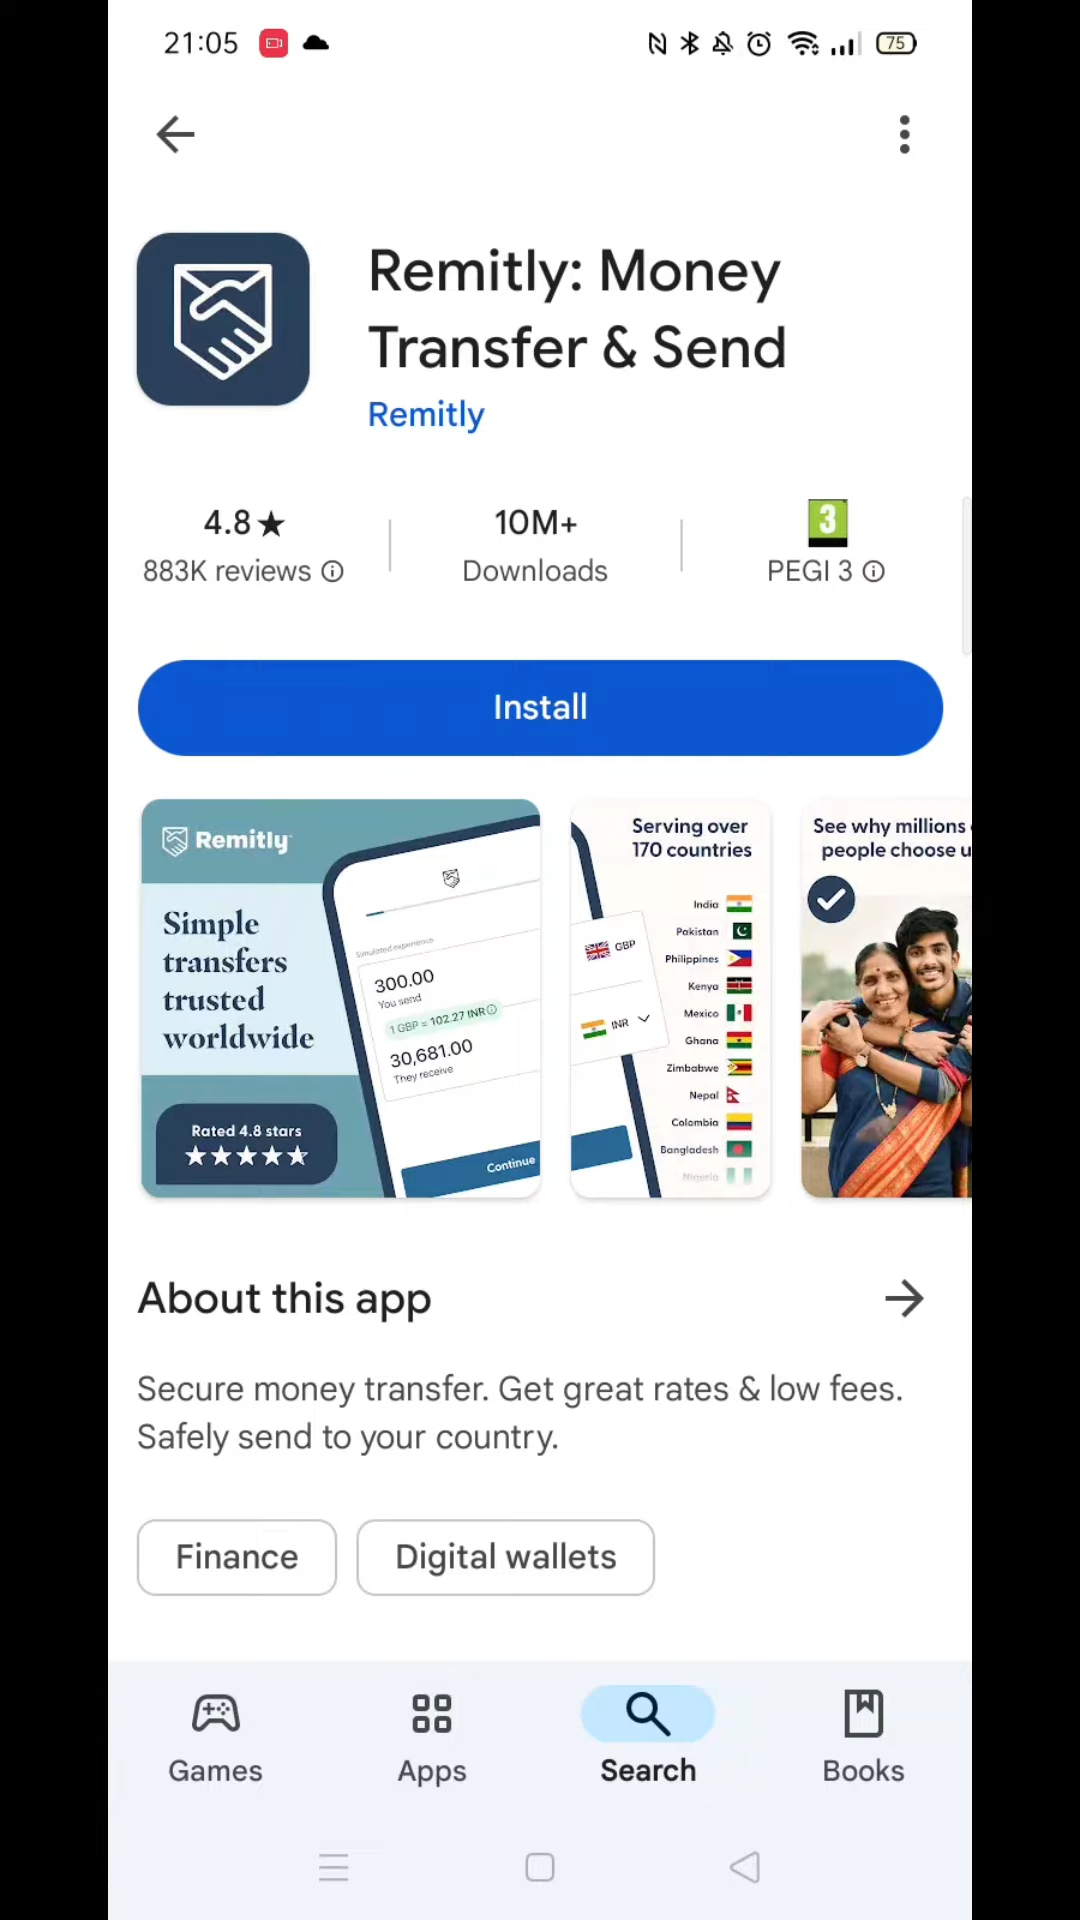 21:05
75
Remitly: Money
Transfer & Send
Remitly
4.8★
883K reviews
10M+
Downloads
3
PEGI 3
Install
Remitly
Simple
transfers
trusted
worldwide
Rated 4.8 stars
Simulated experience
300.00
You send
1 GBP = 102.27 INR
30,681.00
They receive
Continue
Serving over
170 countries
GBP
INR
India
Pakistan
Philippines
Kenya
Mexico
Ghana
Zimbabwe
Nepal
Colombia
Bangladesh
Nigeria
See why millions
people choose u
About this app
Secure money transfer. Get great rates & low fees.
Safely send to your country.
Finance
Digital wallets
Games
Apps
Search
Books